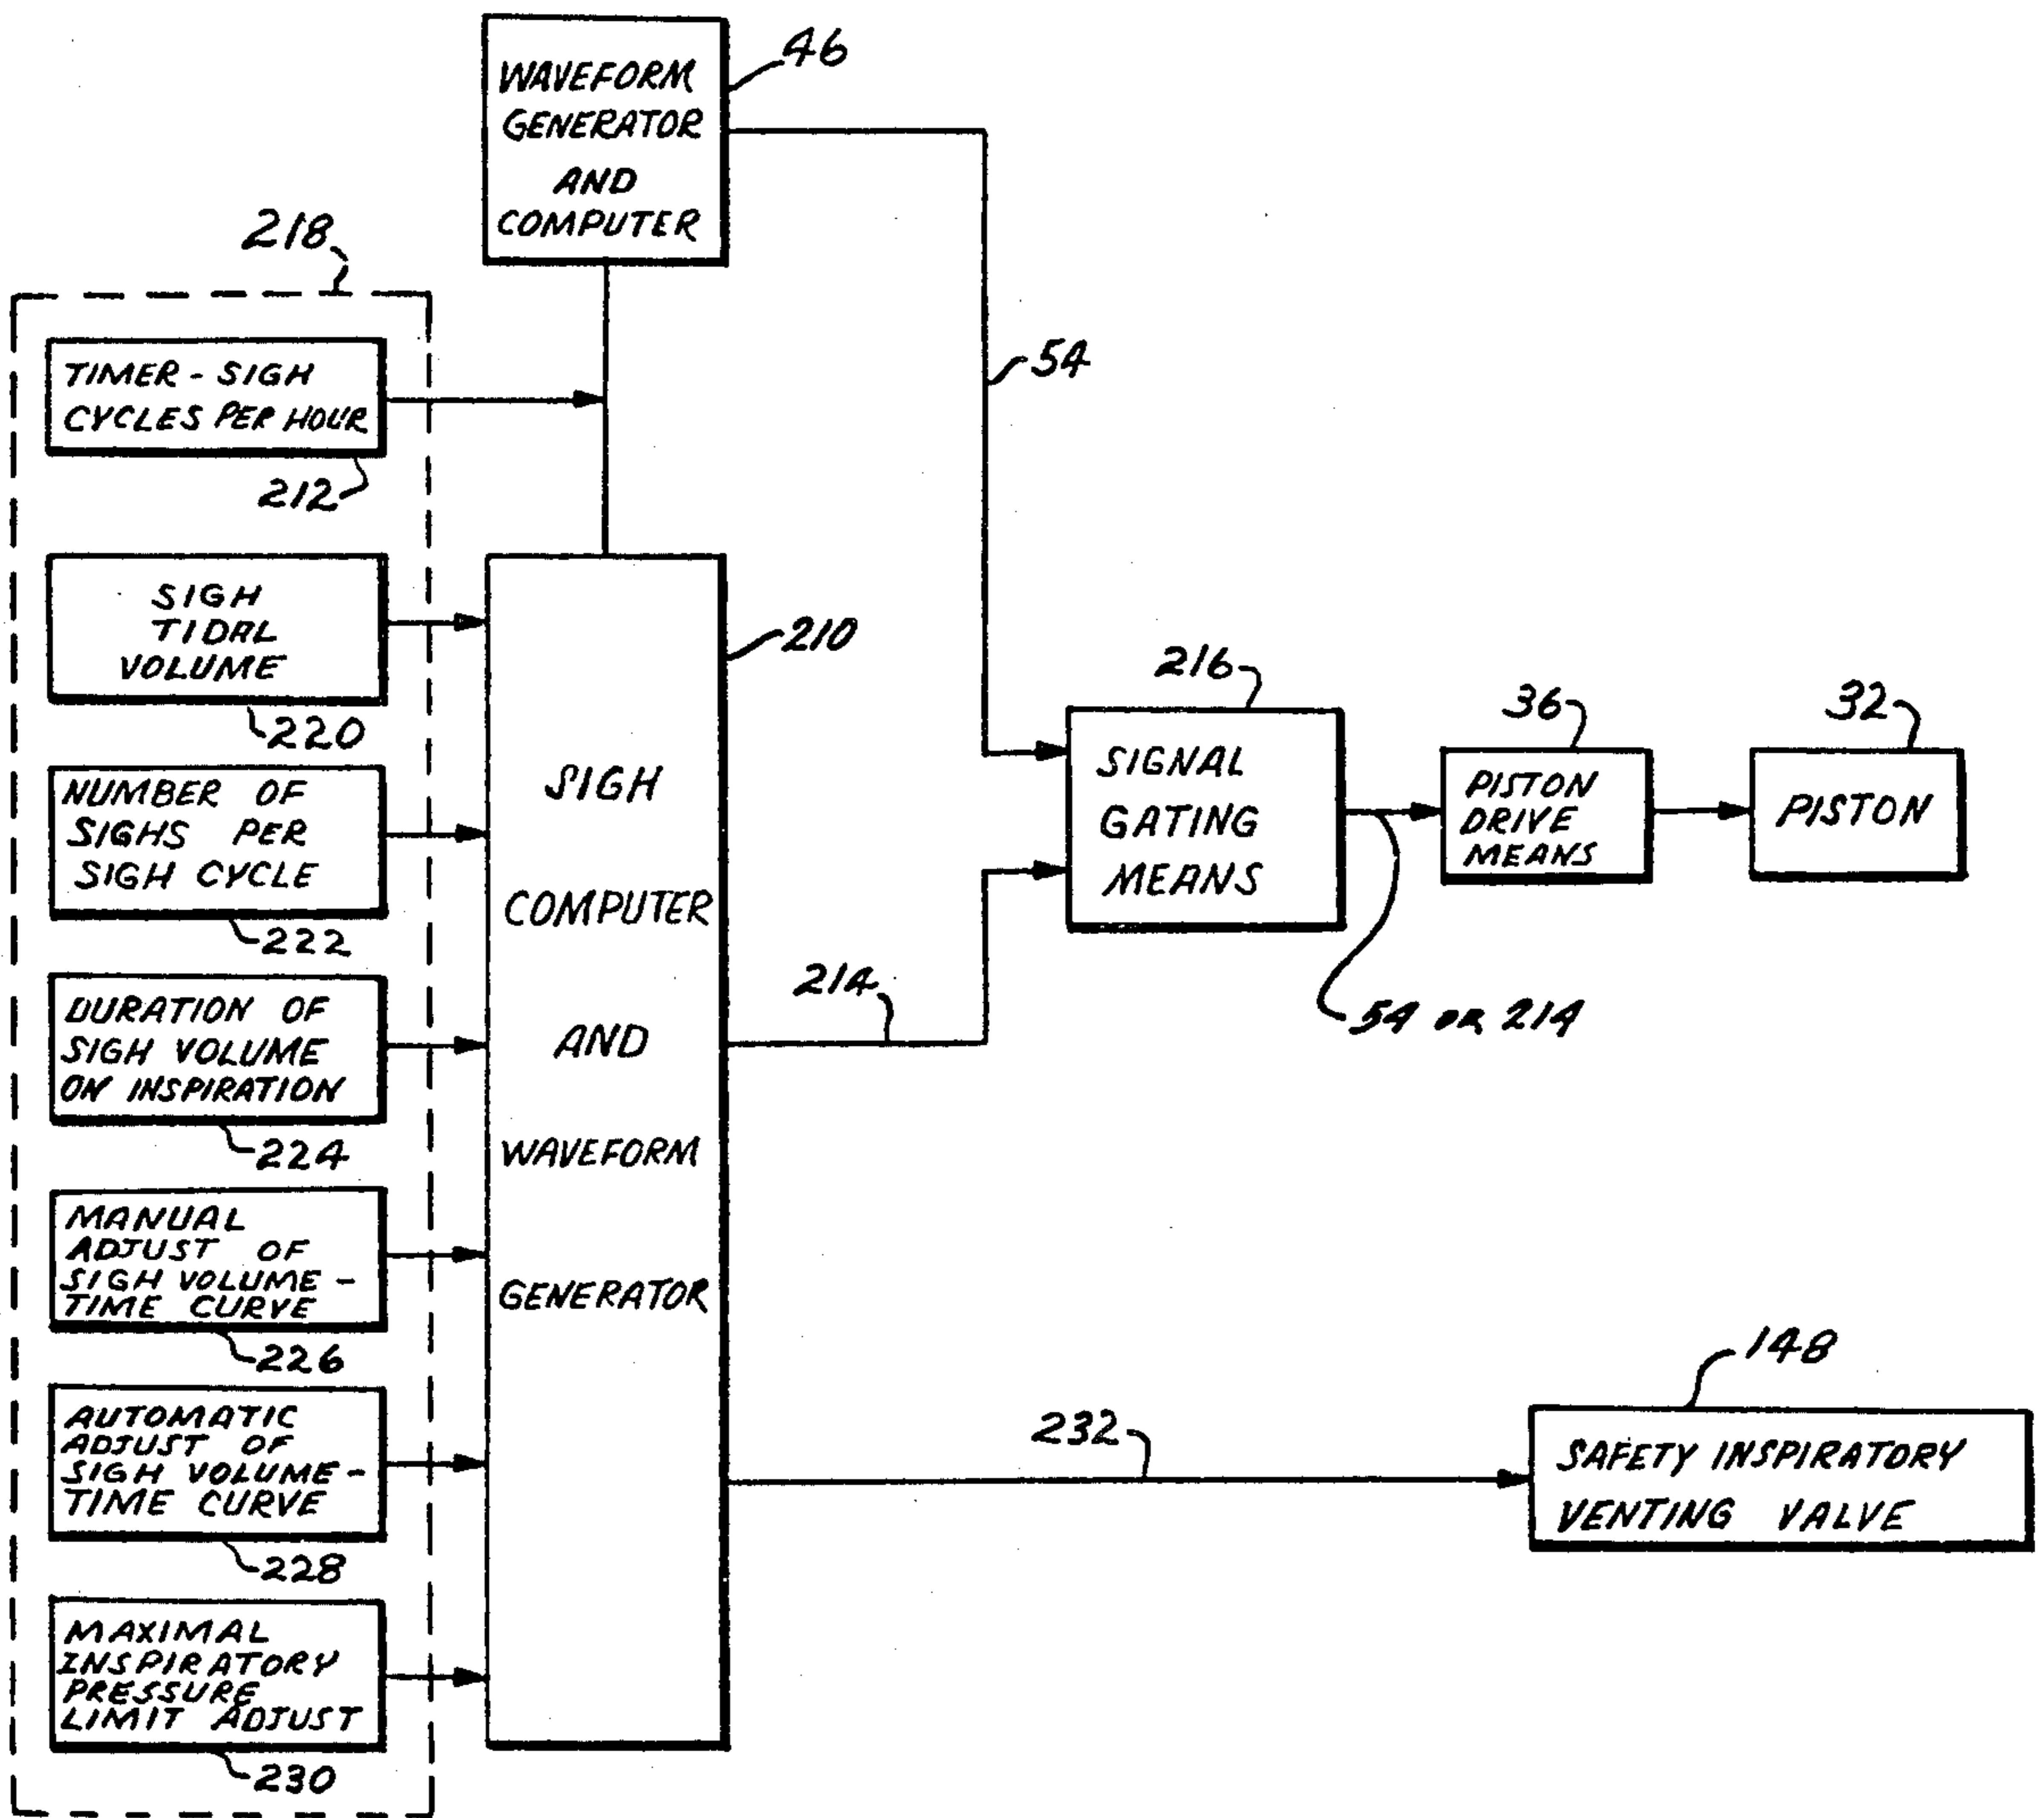 WAVEFORM
GENERATOR
AND
COMPUTER
46
218
TIMER - SIGH
CYCLES PER HOUR
212
54
SIGH
TIDAL
VOLUME
220
210
NUMBER OF
SIGHS PER
SIGH CYCLE
222
SIGH
COMPUTER
AND
WAVEFORM
GENERATOR
216
SIGNAL
GATING
MEANS
36
PISTON
DRIVE
MEANS
32
PISTON
214
54 OR 214
DURATION OF
SIGH VOLUME
ON INSPIRATION
224
MANUAL
ADJUST OF
SIGH VOLUME -
TIME CURVE
226
AUTOMATIC
ADJUST OF
SIGH VOLUME -
TIME CURVE
228
232
148
SAFETY INSPIRATORY
VENTING VALVE
MAXIMAL
INSPIRATORY
PRESSURE
LIMIT ADJUST
230